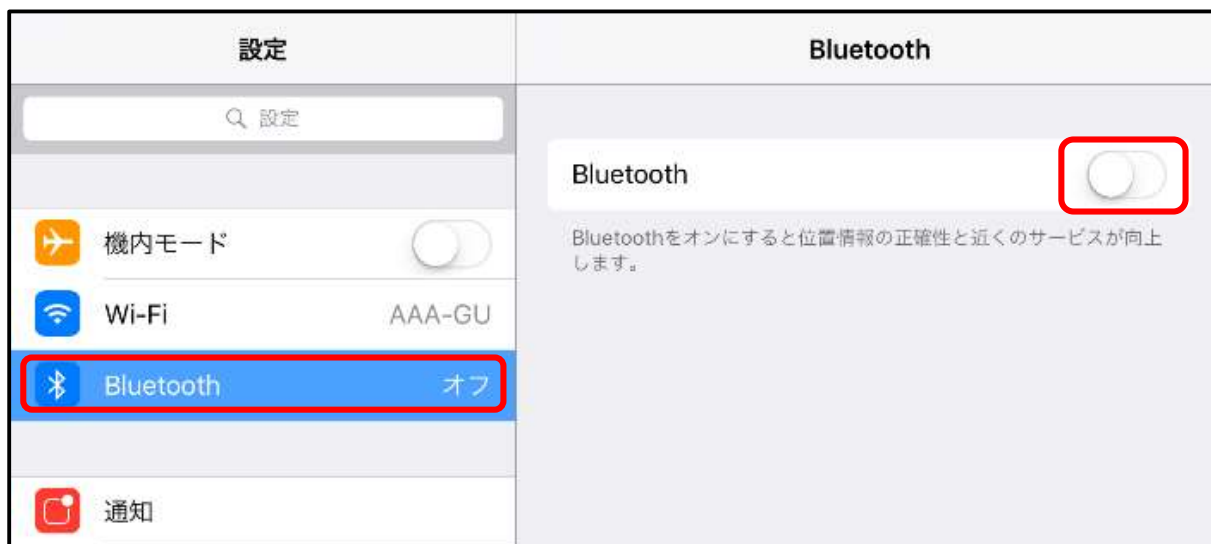 設定
設定
機内モード
Wi-Fi AAA-GU
Bluetooth オフ
通知
Bluetooth
Bluetooth
Bluetoothをオンにすると位置情報の正確性と近くのサービスが向上
します。